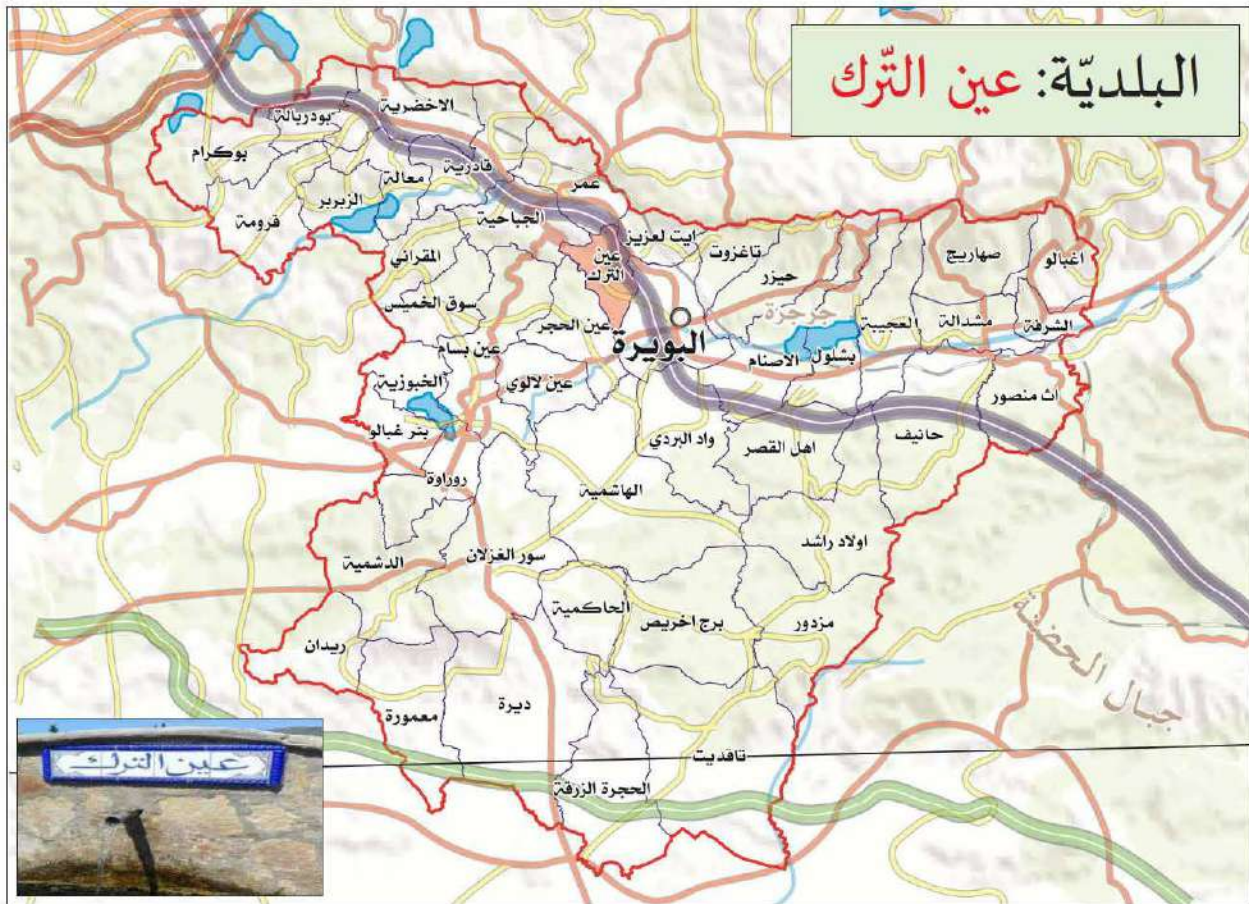 البلديّة: عين التّرك
الاخضرية
بودربالة
بوكرام
قادرية
معالة
عمر
الزبربر
قرومة
الجباحية
ايت لعزيز
تاغزوت
صهاريج
اغبالو
عين
الترك
المقراني
حيزر
جرجرة
سوق الخميس
العجيبة
مشدالة
الشرفة
عين الحجر
البويرة
عين بسام
الاصنام
بشلول
الخبوزية
عين لالوي
اث منصور
بئر غبالو
واد البردي
اهل القصر
حانيف
روراوة
الهاشمية
اولاد راشد
الدشمية
سور الغزلان
الحاكمية
برج اخريص
مزدور
جبال الحضنة
ريدان
معمورة
ديرة
تاقديت
الحجرة الزرقة
عين الترك